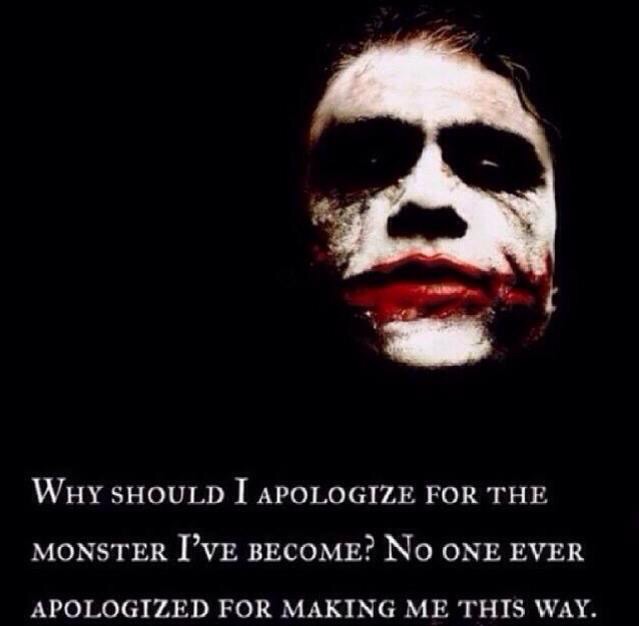 Why should I apologize for the
monster I've become? No one ever
apologized for making me this way.